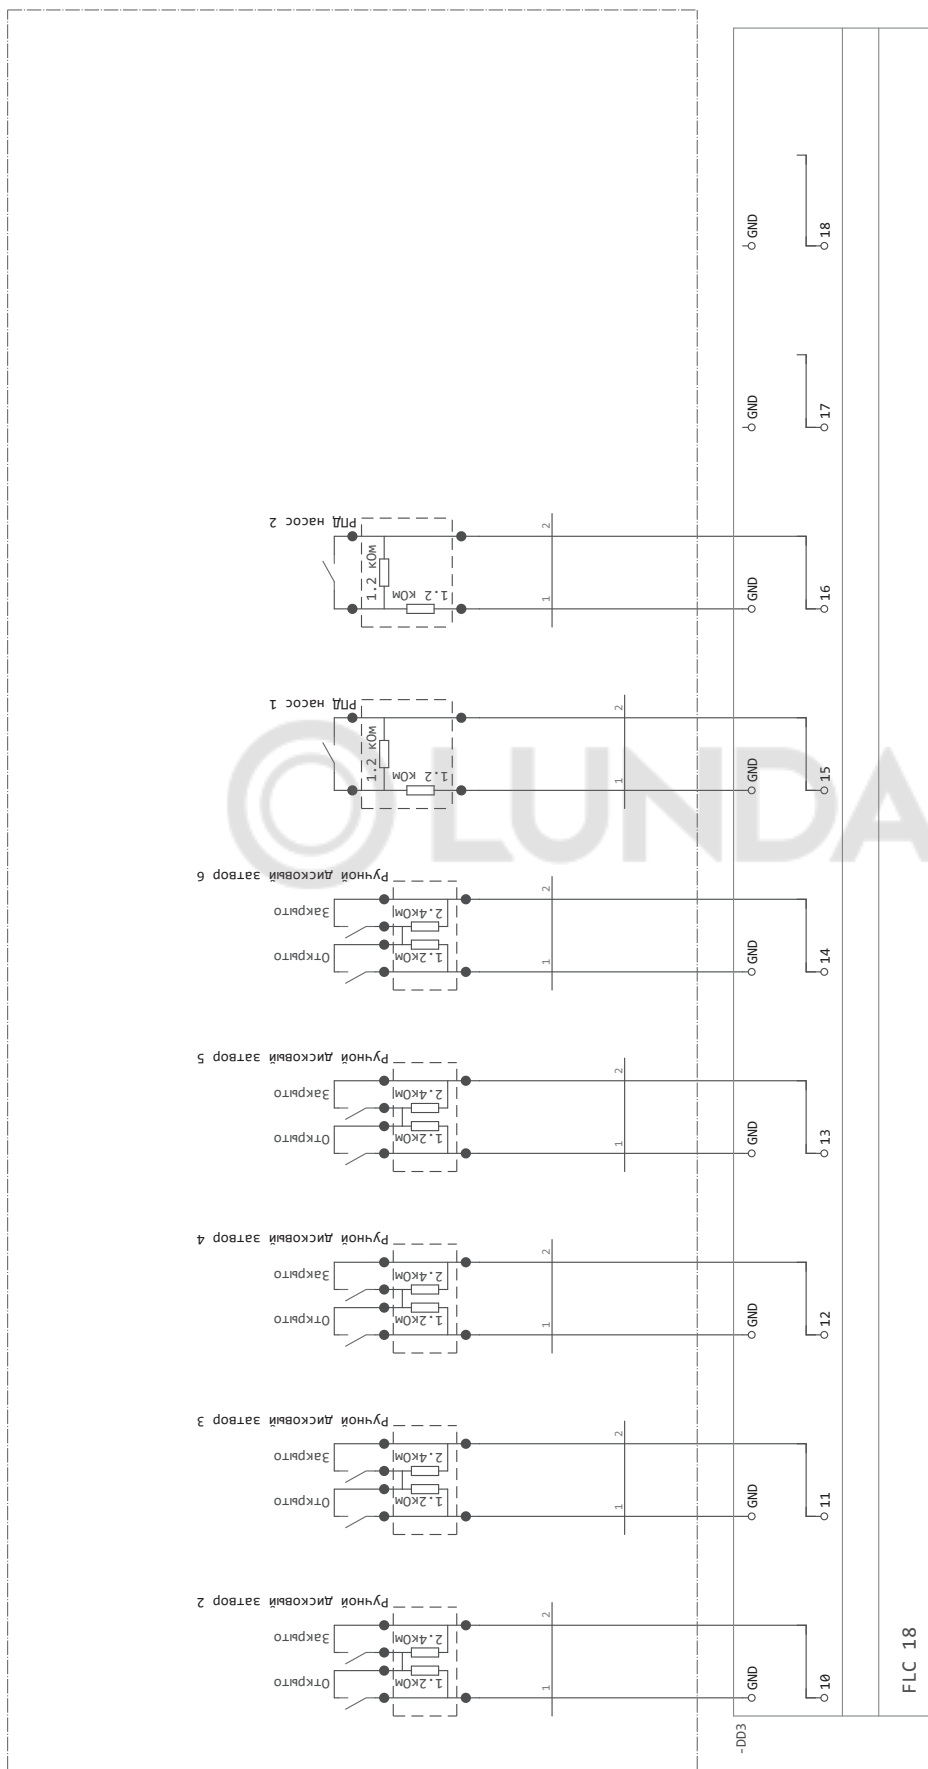 GND
18
GND
17
РПД насос 2
1.2 кОм
1.2 кОм
2
1
GND
16
РПД насос 1
1.2 кОм
1.2 кОм
2
1
GND
15
LUNDA
Ручной дисковый затвор 6
Закрыто
Открыто
2.4кОм
1.2кОм
2
1
GND
14
Ручной дисковый затвор 5
Закрыто
Открыто
2.4кОм
1.2кОм
2
1
GND
13
Ручной дисковый затвор 4
Закрыто
Открыто
2.4кОм
1.2кОм
2
1
GND
12
Ручной дисковый затвор 3
Закрыто
Открыто
2.4кОм
1.2кОм
2
1
GND
11
Ручной дисковый затвор 2
Закрыто
Открыто
2.4кОм
1.2кОм
2
1
GND
10
FLC 18
-DD3